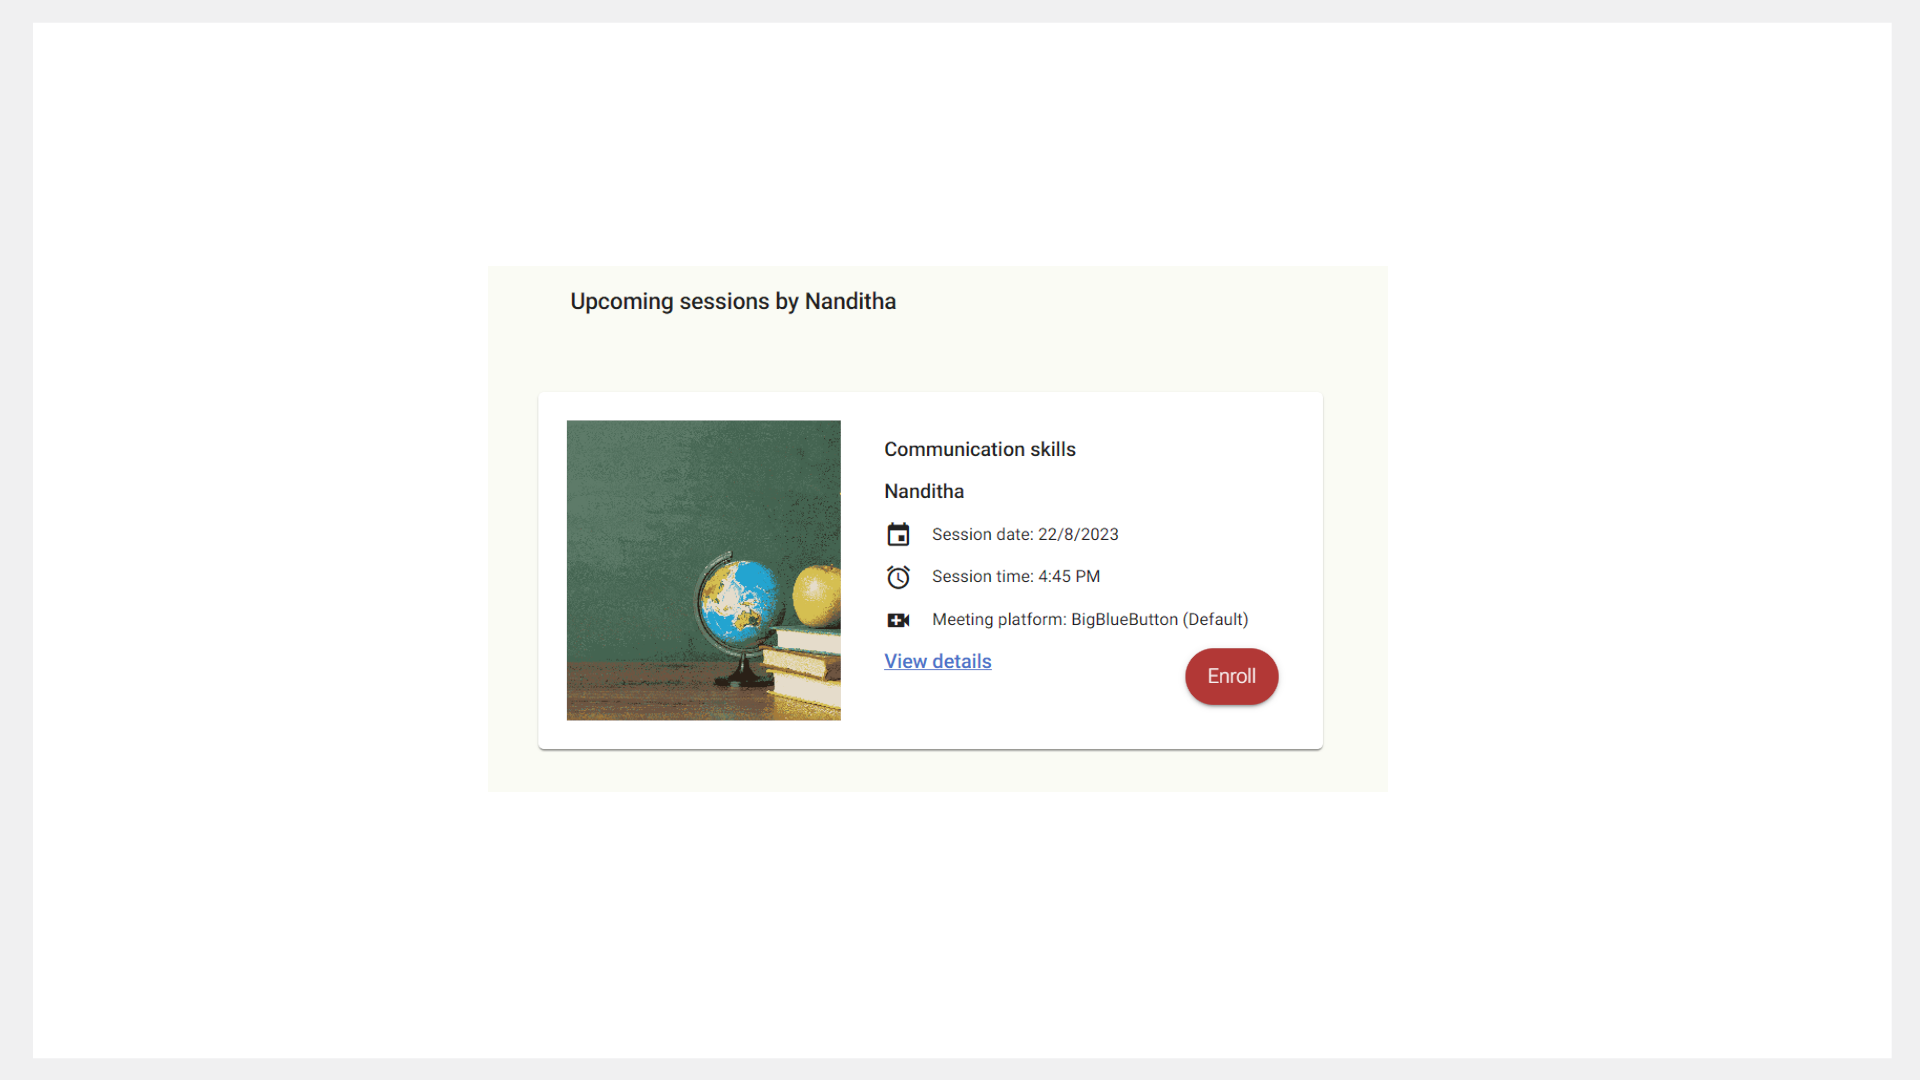 Upcoming sessions by Nanditha
Communication skills
Nanditha
Session date: 22/8/2023
Session time: 4:45 PM
Meeting platform: BigBlueButton (Default)
View details
Enroll